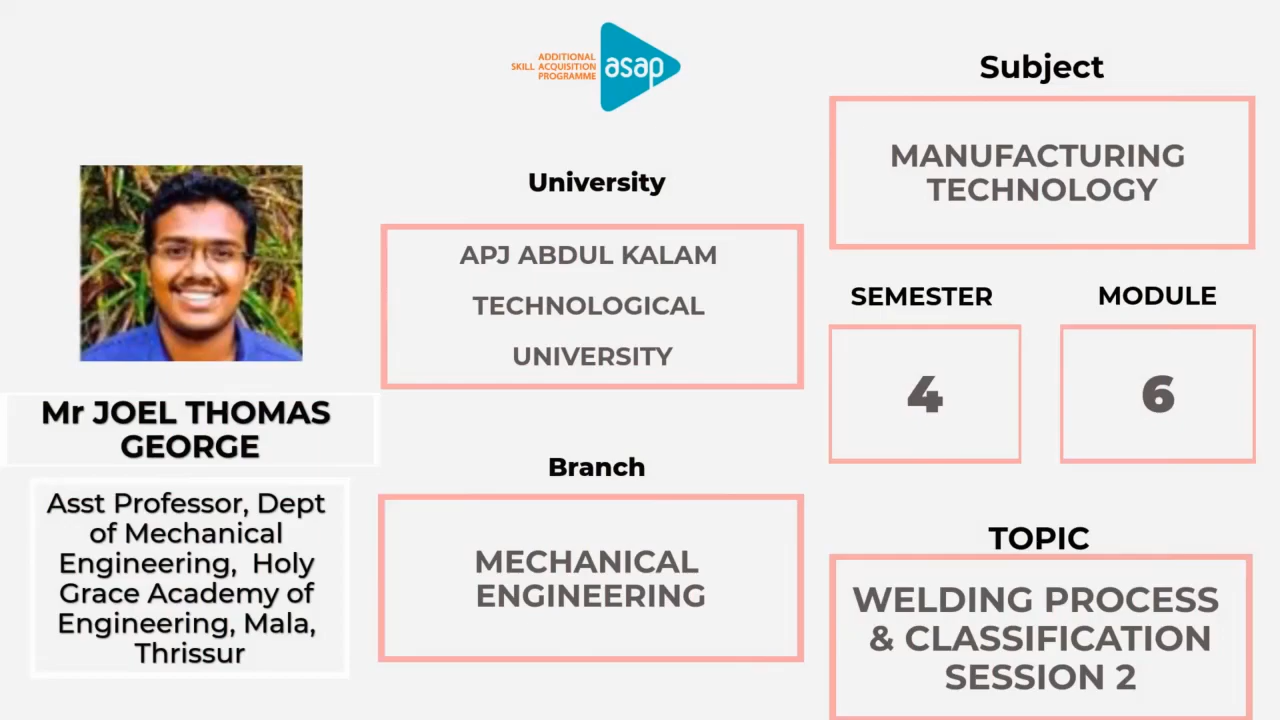 ADDITIONAL
SKILL ACQUISITION
PROGRAMME
asap
Mr JOEL THOMAS
GEORGE
Asst Professor, Dept
of Mechanical
Engineering, Holy
Grace Academy of
Engineering, Mala,
Thrissur
University
APJ ABDUL KALAM
TECHNOLOGICAL
UNIVERSITY
Branch
MECHANICAL
ENGINEERING
Subject
MANUFACTURING
TECHNOLOGY
SEMESTER
4
MODULE
6
TOPIC
WELDING PROCESS
& CLASSIFICATION
SESSION 2